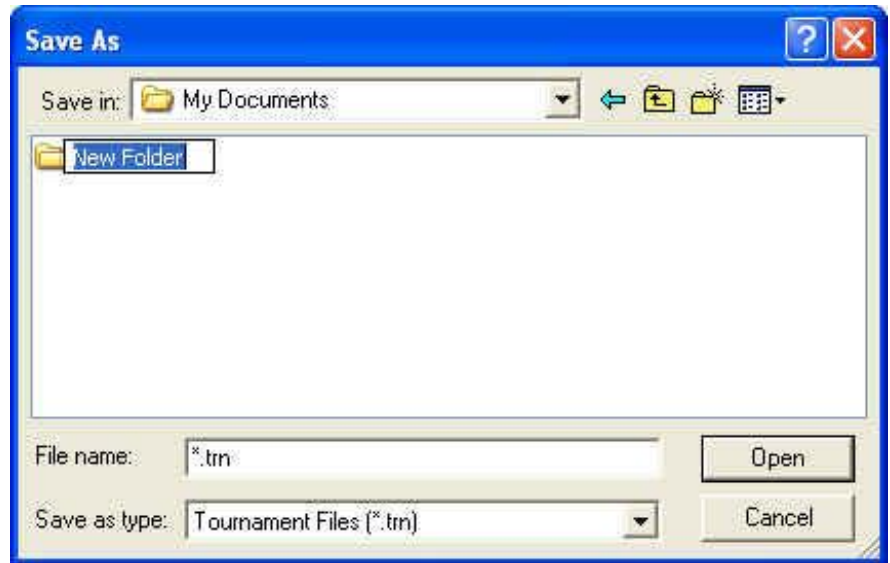 Save As
Save in: My Documents
New Folder
File name: *.trn Open
Save as type: Tournament Files (*.trn) Cancel